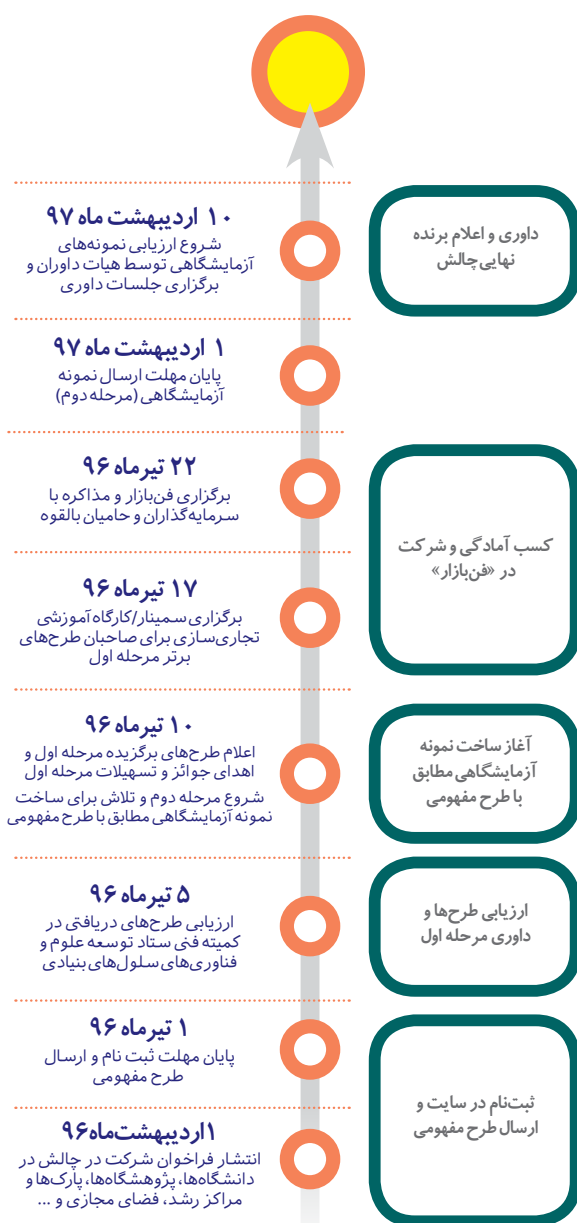 داوری و اعلام برنده
نهایی چالش
۱۰ اردیبهشت ماه ۹۷
شروع ارزیابی نمونه‌های
آزمایشگاهی توسط هیات داوران و
برگزاری جلسات داوری
۱ اردیبهشت ماه ۹۷
پایان مهلت ارسال نمونه
آزمایشگاهی (مرحله دوم)
کسب آمادگی و شرکت
در «فن‌بازار»
۲۲ تیرماه ۹۶
برگزاری فن‌بازار و مذاکره با
سرمایه‌گذاران و حامیان بالقوه
۱۷ تیرماه ۹۶
برگزاری سمینار/کارگاه آموزشی
تجاری‌سازی برای صاحبان طرح‌های
برتر مرحله اول
آغاز ساخت نمونه
آزمایشگاهی مطابق
با طرح مفهومی
۱۰ تیرماه ۹۶
اعلام طرح‌های برگزیده مرحله اول و
اهدای جوائز و تسهیلات مرحله اول
شروع مرحله دوم و تلاش برای ساخت
نمونه آزمایشگاهی مطابق با طرح مفهومی
ارزیابی طرح‌ها و
داوری مرحله اول
۵ تیرماه ۹۶
ارزیابی طرح‌های دریافتی در
کمیته فنی ستاد توسعه علوم و
فناوری‌های سلول‌های بنیادی
ثبت‌نام در سایت و
ارسال طرح مفهومی
۱ تیرماه ۹۶
پایان مهلت ثبت نام و ارسال
طرح مفهومی
۱اردیبهشت‌ماه۹۶
انتشار فراخوان شرکت در چالش در
دانشگاه‌ها، پژوهشگاه‌ها، پارک‌ها و
مراکز رشد، فضای مجازی و ...